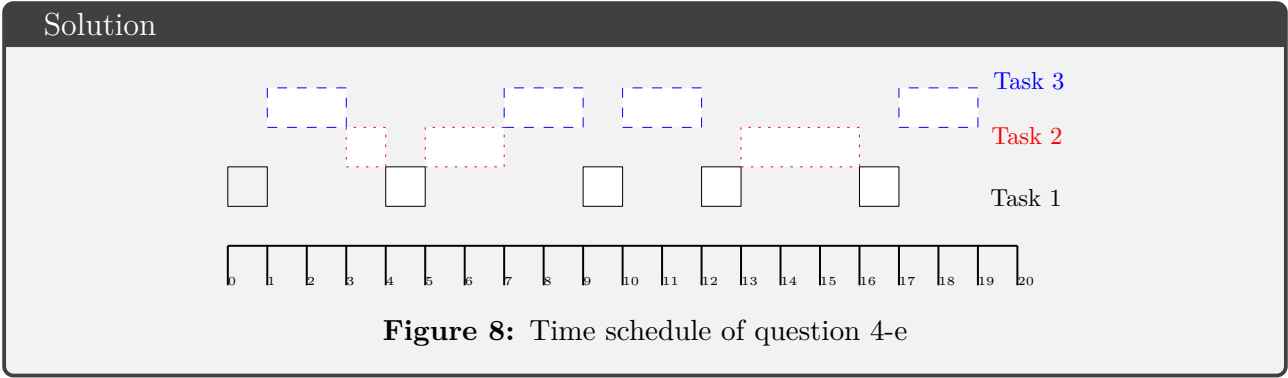 Solution
Task 3
Task 2
Task 1
0 1 2 3 4 5 6 7 8 9 10 11 12 13 14 15 16 17 18 19 20
Figure 8: Time schedule of question 4-e